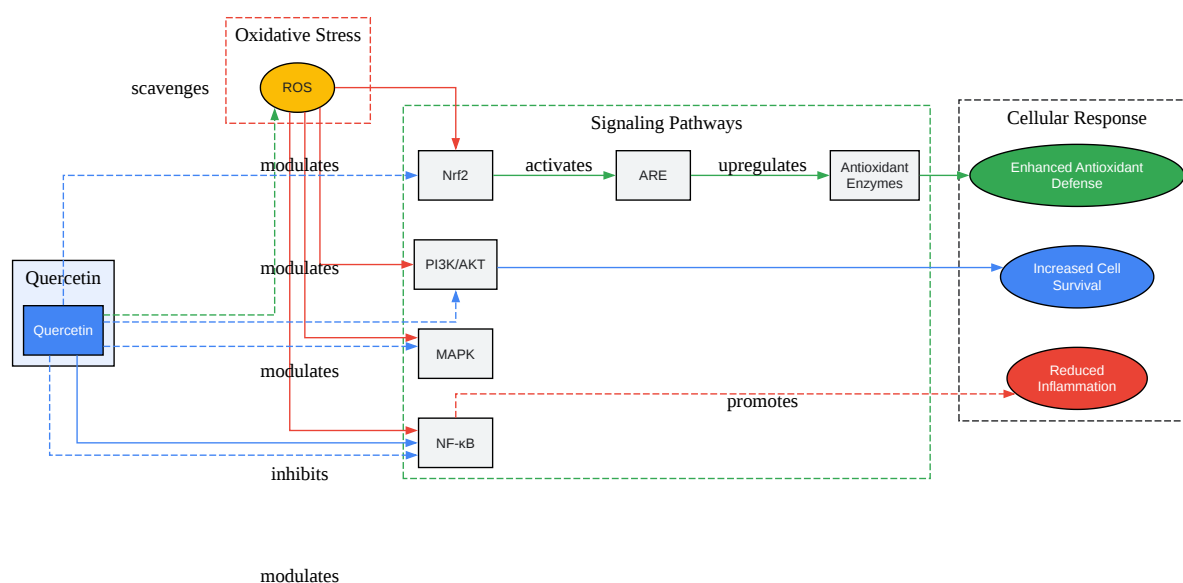 Oxidative Stress
ROS
scavenges
Signaling Pathways
Cellular Response
modulates
Nrf2
activates
ARE
upregulates
Antioxidant
Enzymes
Enhanced Antioxidant
Defense
Quercetin
Quercetin
modulates
PI3K/AKT
Increased Cell
Survival
MAPK
modulates
Reduced
Inflammation
promotes
NF-κB
inhibits
modulates